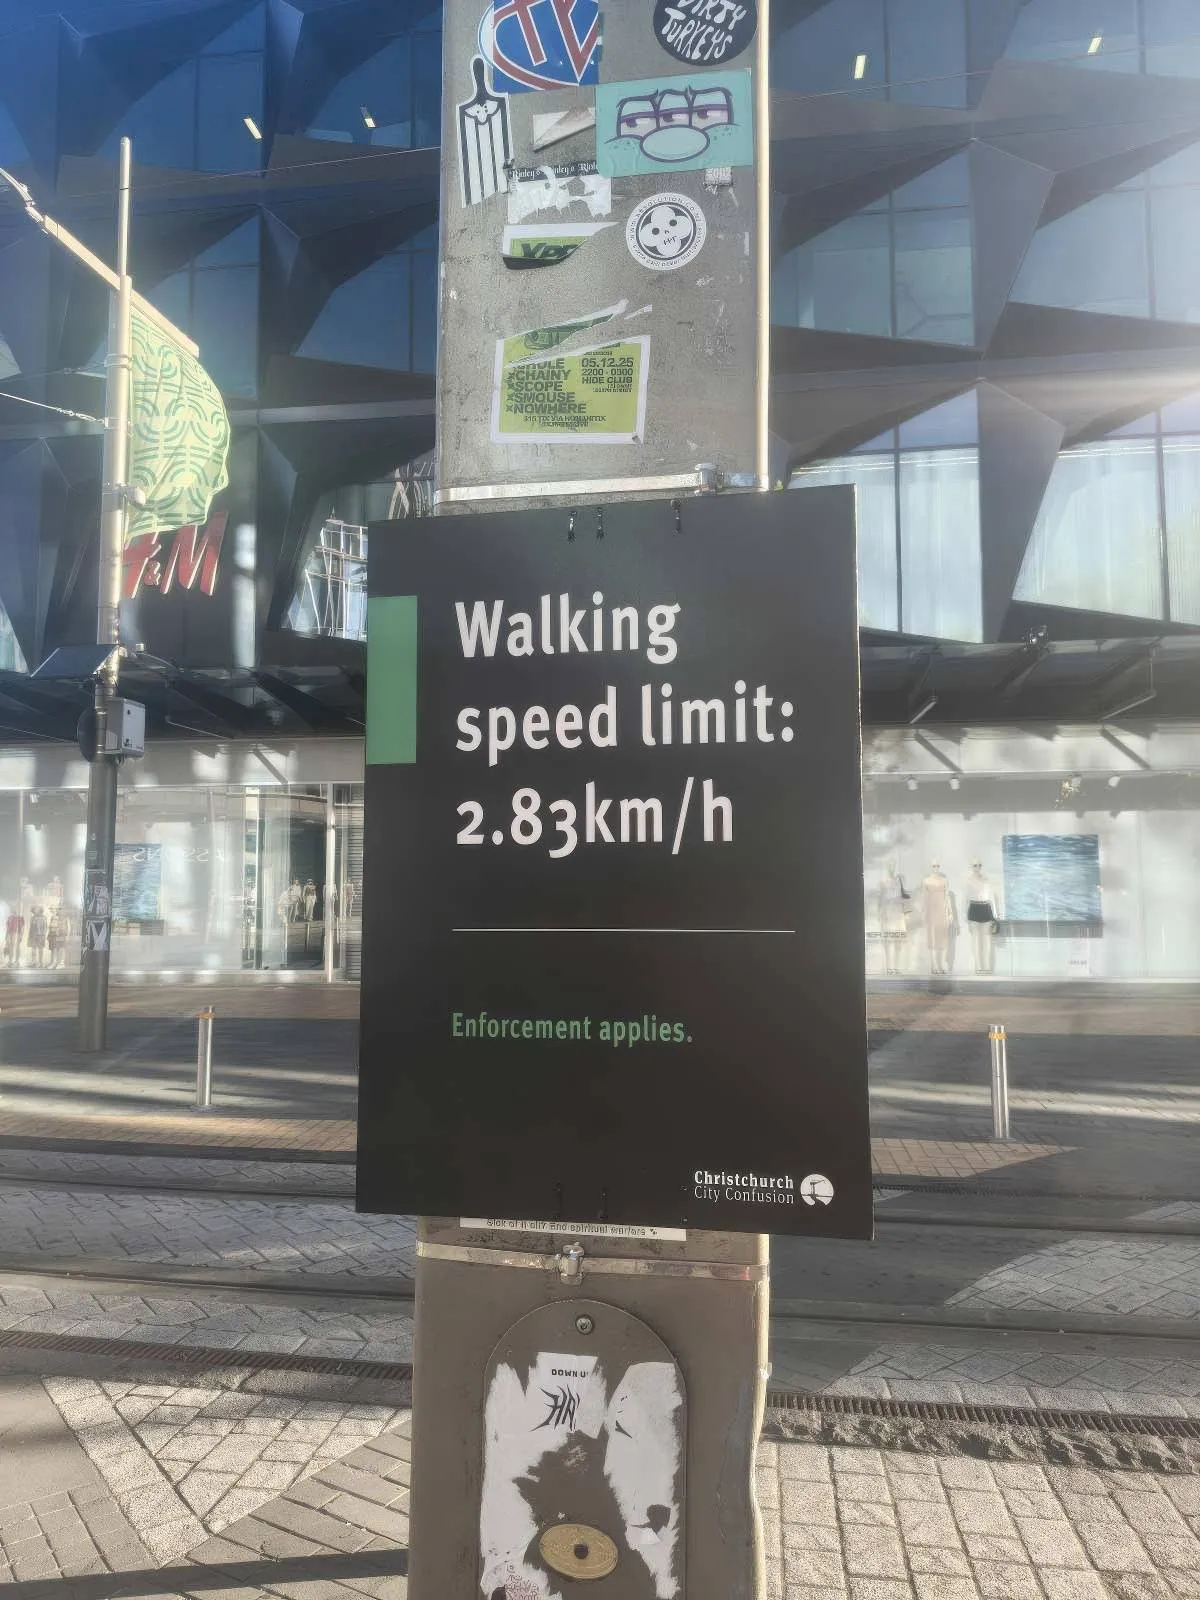 DIRTY
TURKEYS
CHAINY
SCOPE
SMOUSE
NOWHERE
05.12.25
2200 - 0300
HIDE CLUB
H&M
Walking
speed limit:
2.83km/h
Enforcement applies.
Christchurch
City Confusion
DOWN U